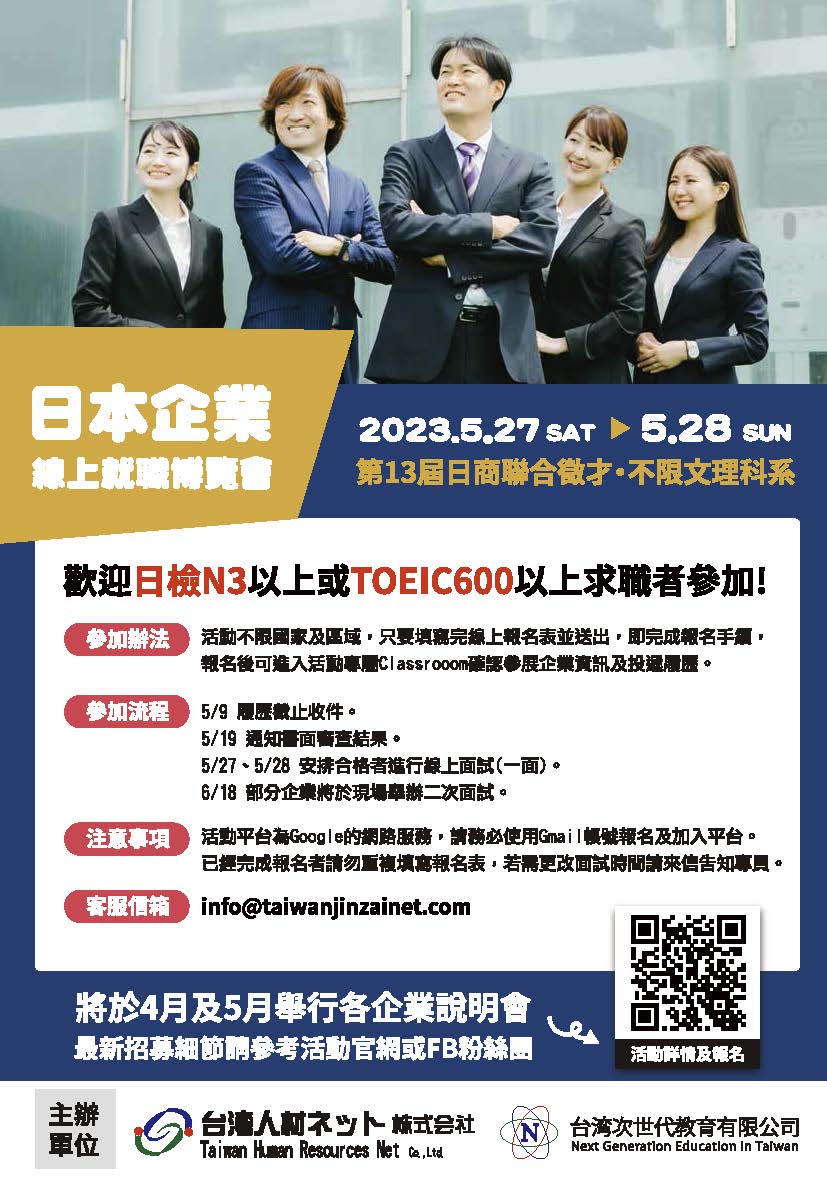 日本企業
線上就職博覽會
2023.5.27 SAT ▶ 5.28 SUN
第13屆日商聯合徵才•不限文理科系
歡迎日檢N3以上或TOEIC600以上求職者參加!
參加辦法
活動不限國家及區域，只要填寫完線上報名表並送出，即完成報名手續，
報名後可進入活動專屬Classrooom確認參展企業資訊及投遞履歷。
參加流程
5/9 履歷截止收件。
5/19 通知書面審查結果。
5/27、5/28 安排合格者進行線上面試(一面)。
6/18 部分企業將於現場舉辦二次面試。
注意事項
活動平台為Google的網路服務，請務必使用Gmail帳號報名及加入平台。
已經完成報名者請勿重複填寫報名表，若需更改面試時間請來信告知專員。
客服信箱
info@taiwanjinzainet.com
將於4月及5月舉行各企業說明會
最新招募細節請參考活動官網或FB粉絲團
活動詳情及報名
主辦
單位
台灣人材ネット 株式会社
Taiwan Human Resources Net Co.,Ltd
N
台湾次世代教育有限公司
Next Generation Education in Taiwan